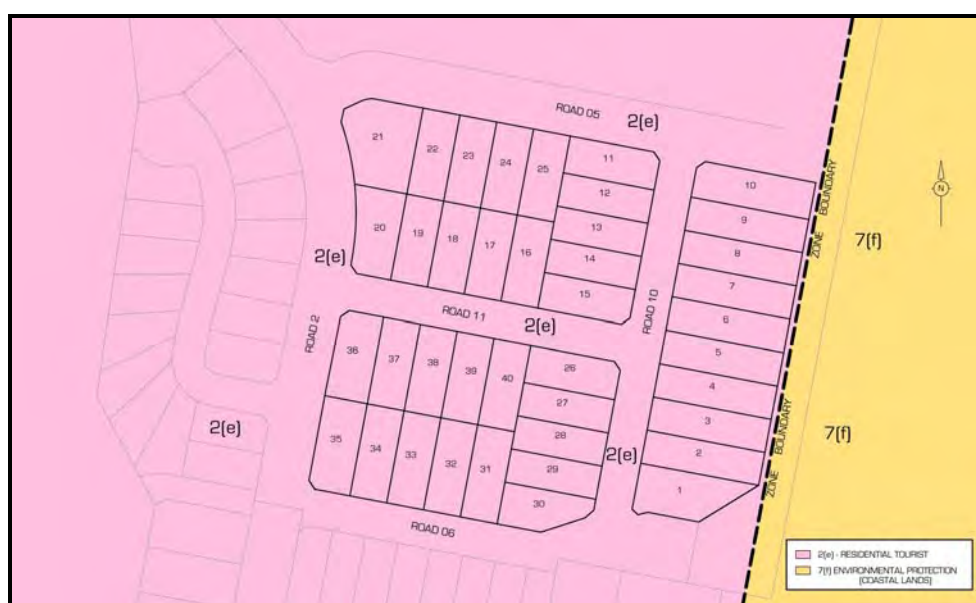 ROAD 05
2(e)
21
22
23
24
25
11
12
13
14
15
10
9
8
7
6
5
4
3
2
1
20
19
18
17
16
ZONE BOUNDARY
7(f)
N
2(e)
ROAD 11
2(e)
ROAD 10
ROAD 2
36
37
38
39
40
26
27
28
29
30
35
34
33
32
31
2(e)
2(e)
ZONE BOUNDARY
7(f)
ROAD 06
2(e) - RESIDENTIAL TOURIST
7(f) ENVIRONMENTAL PROTECTION
(COASTAL LANDS)